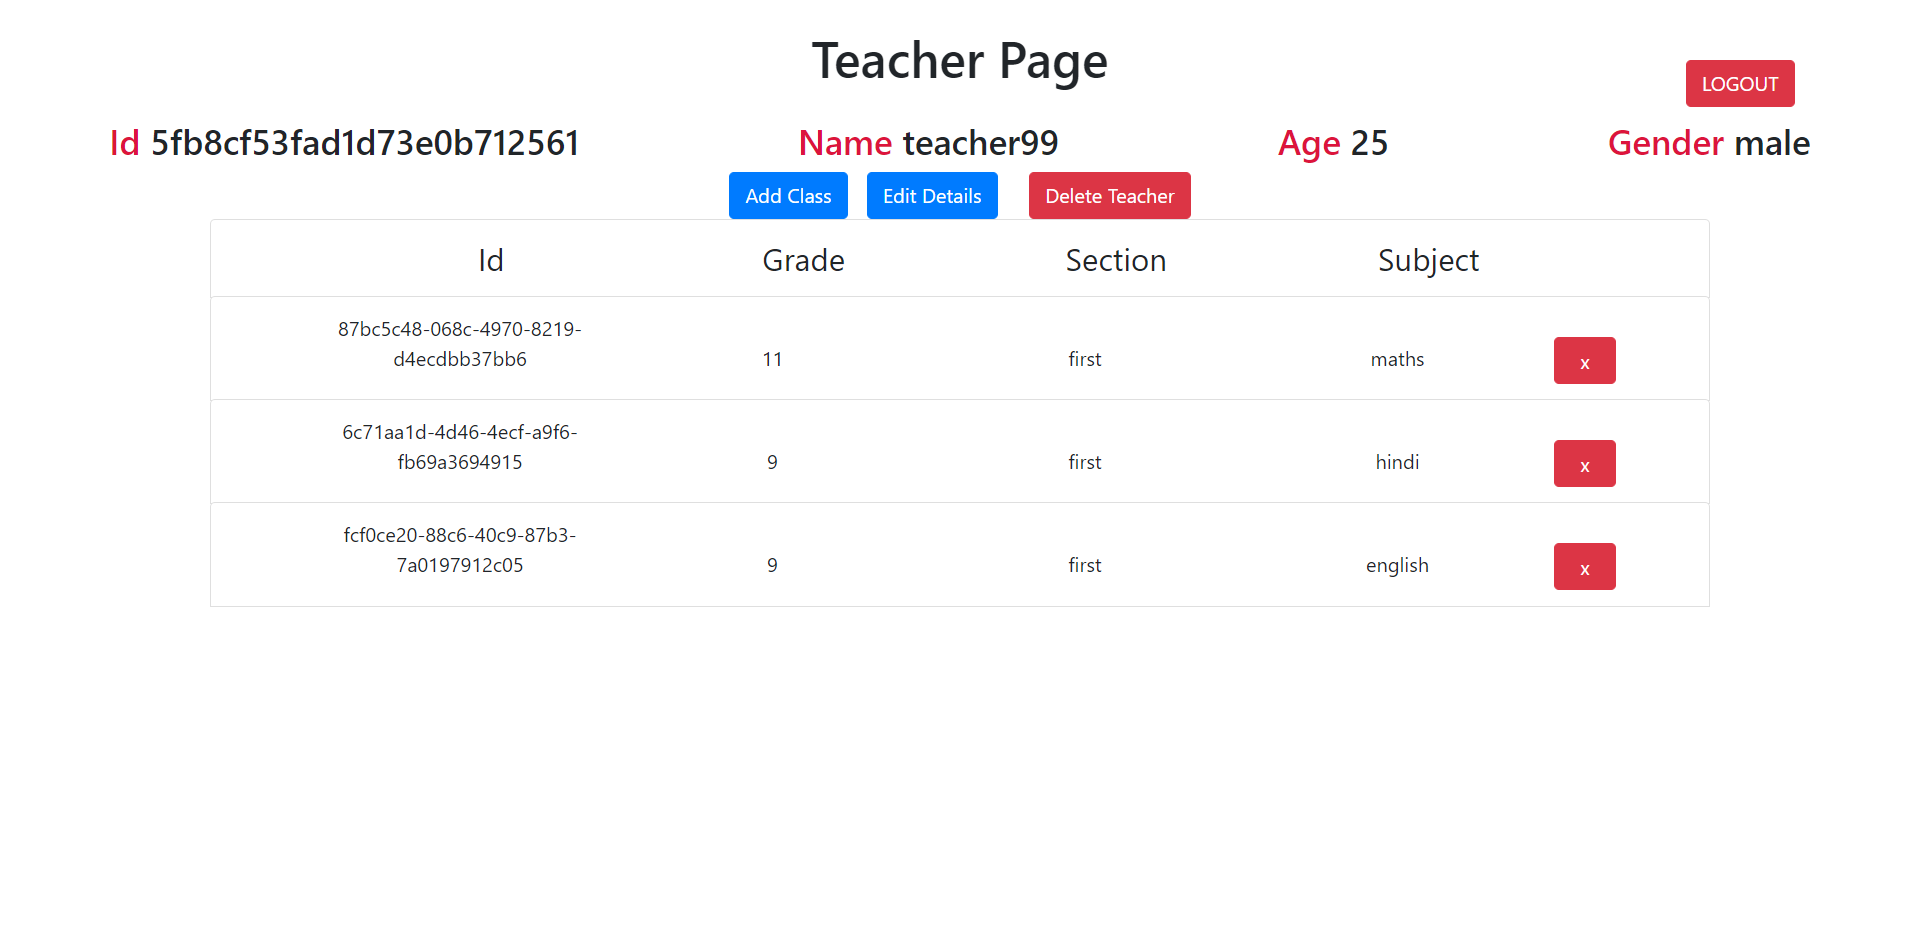 Teacher Page
LOGOUT
Id 5fb8cf53fad1d73e0b712561 Name teacher99 Age 25 Gender male
Add Class Edit Details Delete Teacher
Id Grade Section Subject
87bc5c48-068c-4970-8219-
d4ecdbb37bb6 11 first maths x
6c71aa1d-4d46-4ecf-a9f6-
fb69a3694915 9 first hindi x
fcf0ce20-88c6-40c9-87b3-
7a0197912c05 9 first english x